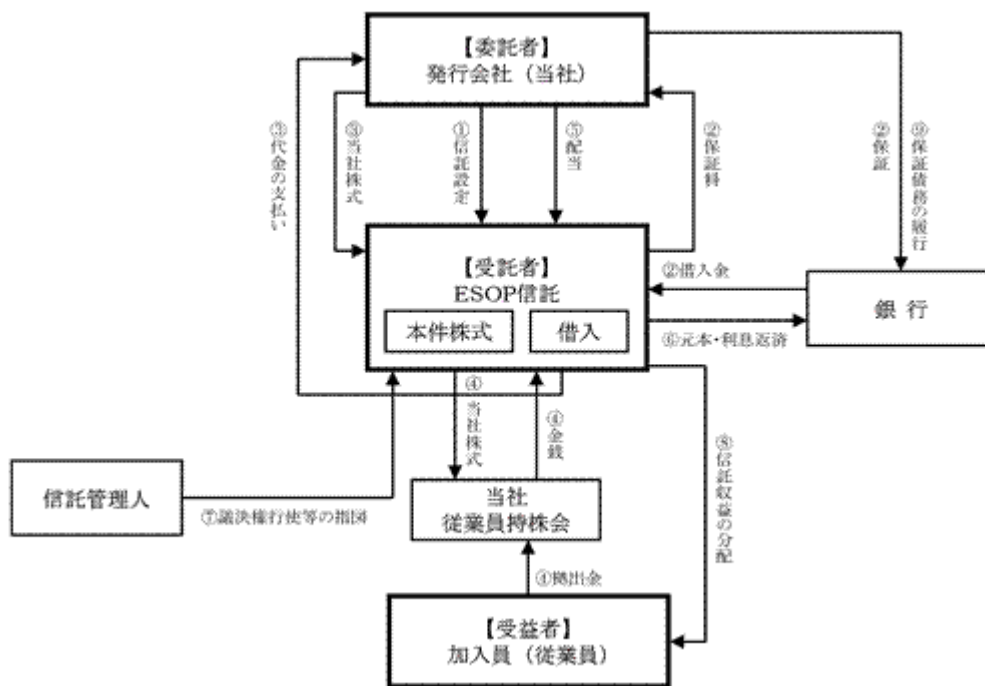 【委託者】
発行会社（当社）
③代金の支払い
③当社株式
①信託設定
⑤配当
②保証料
②保証
⑨保証債務の履行
【受託者】
ESOP信託
本件株式
借入
②借入金
⑥元本・利息返済
銀行
④当社株式
④金銭
⑧信託収益の分配
信託管理人
⑦議決権行使等の指図
当社
従業員持株会
④拠出金
【受益者】
加入員（従業員）